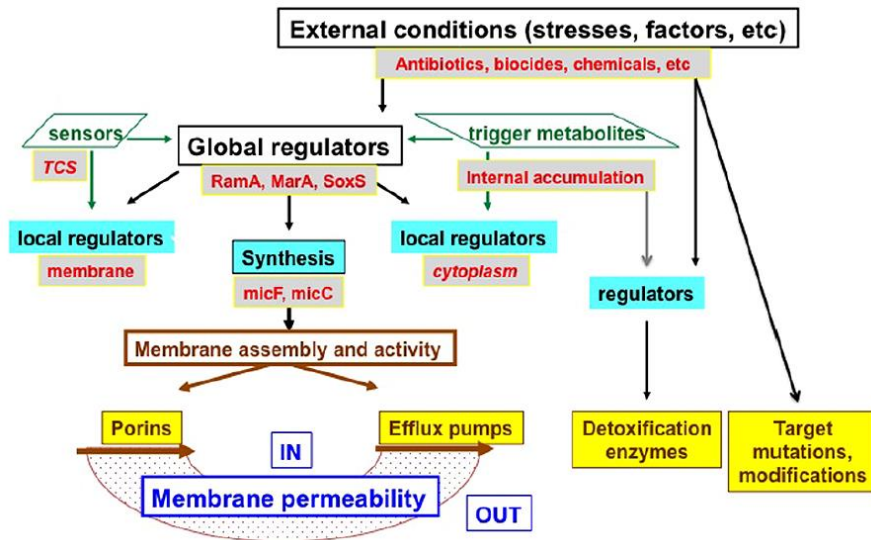 External conditions (stresses, factors, etc)
Antibiotics, biocides, chemicals, etc
sensors
trigger metabolites
Global regulators
TCS
RamA, MarA, SoxS
Internal accumulation
local regulators
local regulators
Synthesis
membrane
cytoplasm
regulators
micF, micC
Membrane assembly and activity
Porins
Efflux pumps
Detoxification
enzymes
Target
mutations,
modifications
IN
Membrane permeability
OUT